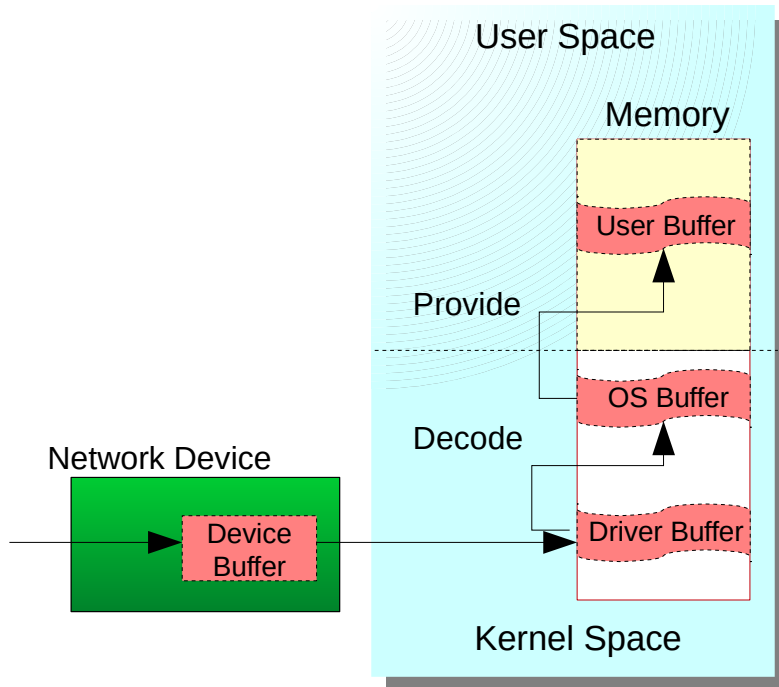 User Space
Memory
User Buffer
Provide
OS Buffer
Decode
Network Device
Device
Buffer
Driver Buffer
Kernel Space